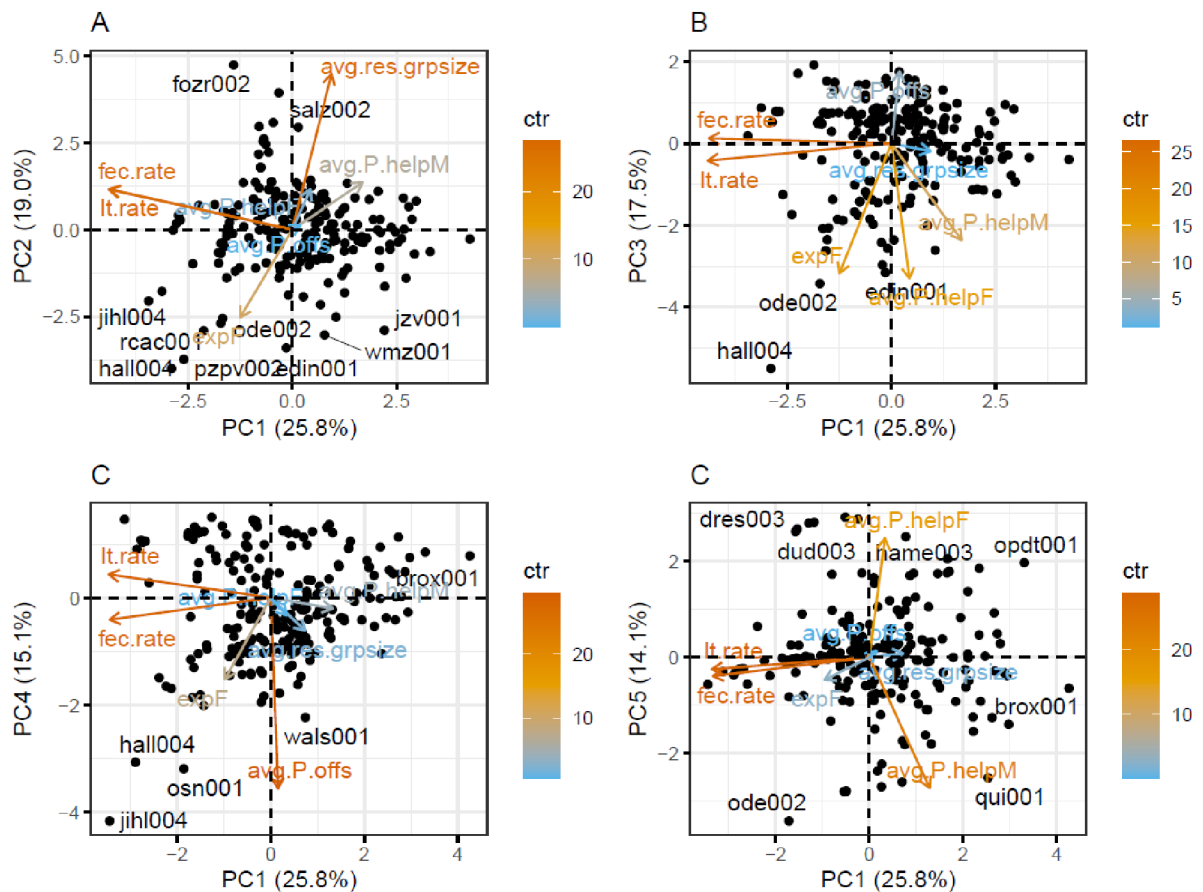 A
5.0
2.5
0.0
−2.5
−2.5
0.0
2.5
PC2 (19.0%)
PC1 (25.8%)
avg.res.grpsize
fozr002
salz002
avg.P.helpM
fec.rate
lt.rate
avg.P.helpF
avg.P.offs
jihl004
rcac001
expF
ode002
jzv001
wmz001
hall004
pzpv002
edin001
ctr
20
10
B
2
0
−2
−4
−2.5
0.0
2.5
PC3 (17.5%)
PC1 (25.8%)
avg.P.offs
fec.rate
lt.rate
avg.res.grpsize
avg.P.helpM
expF
edin001
avg.P.helpF
ode002
hall004
ctr
25
20
15
10
5
C
0
−2
−4
−2
0
2
4
PC4 (15.1%)
PC1 (25.8%)
lt.rate
brox001
avg.P.helpF
avg.P.helpM
fec.rate
avg.res.grpsize
expF
wals001
hall004
avg.P.offs
osn001
jihl004
ctr
20
10
C
2
0
−2
−2
0
2
4
PC5 (14.1%)
PC1 (25.8%)
dres003
avg.P.helpF
dud003
name003
opdt001
avg.P.offs
lt.rate
avg.res.grpsize
fec.rate
expF
brox001
avg.P.helpM
qui001
ode002
ctr
20
10